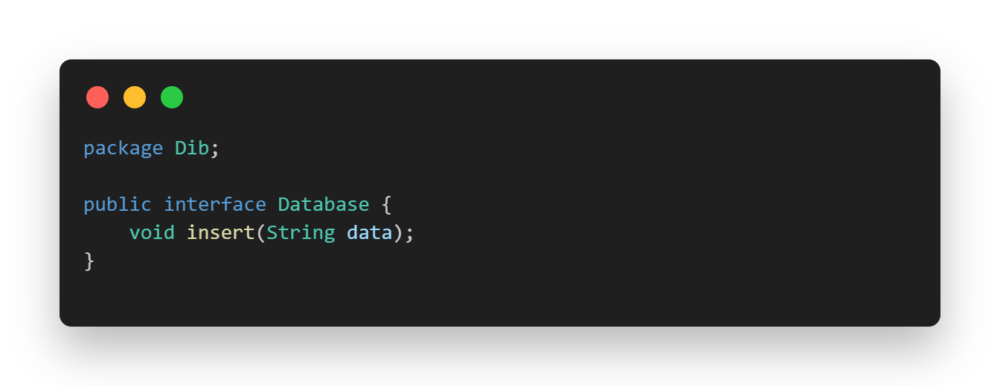 package Dib;
public interface Database {
    void insert(String data);
}